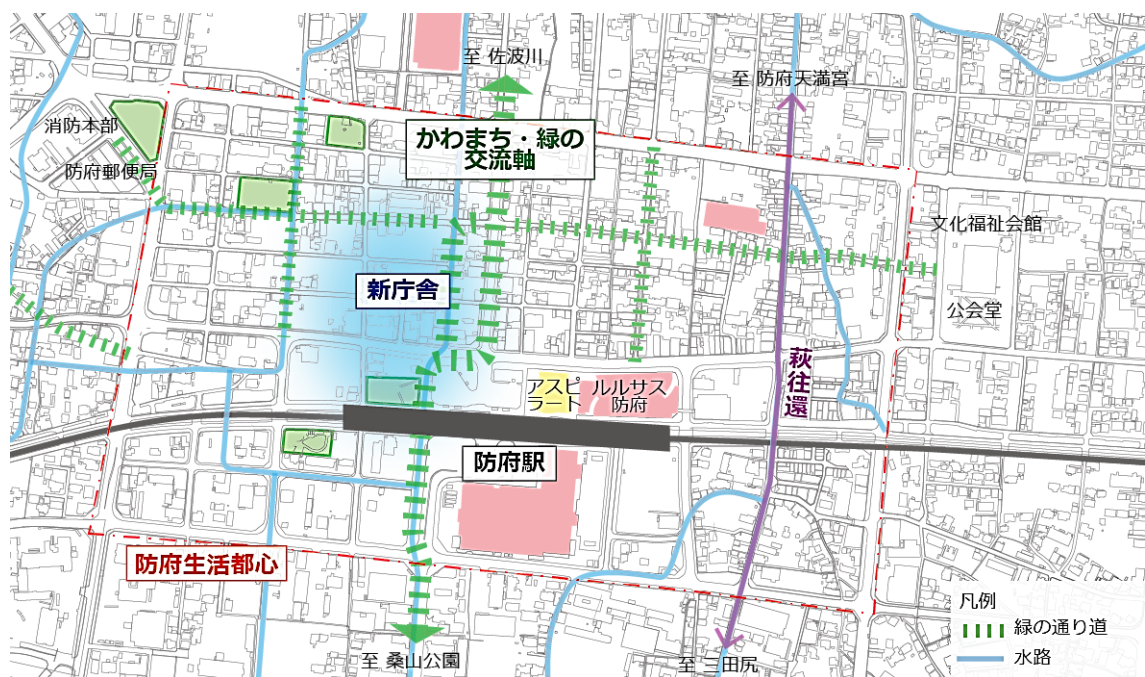 至 佐波川
至 防府天満宮
消防本部
かわまち・緑の
交流軸
防府郵便局
文化福祉会館
新庁舎
公会堂
萩往還
アスピ
ラート
ルルサス
防府
防府駅
防府生活都心
凡例
緑の通り道
水路
至 桑山公園
至 三田尻